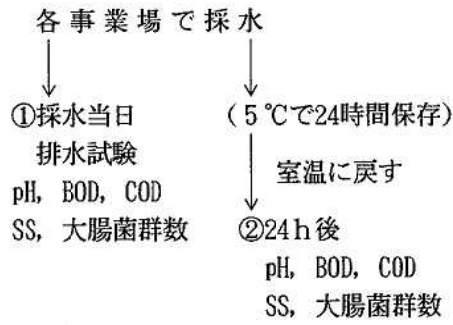 各事業場で採水
①採水当日
排水試験
pH, BOD, COD
SS, 大腸菌群数
(5℃で24時間保存)
室温に戻す
②24h後
pH, BOD, COD
SS, 大腸菌群数